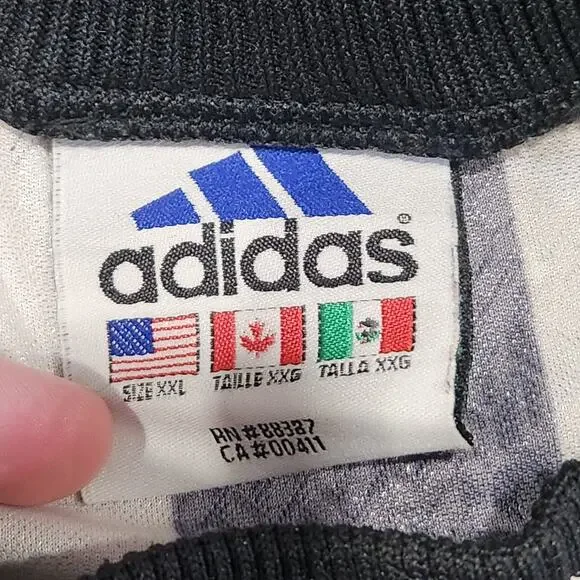 adidas®
SIZE XXL TAILLE XXG TALLA XXG
RN#88387
CA#00411